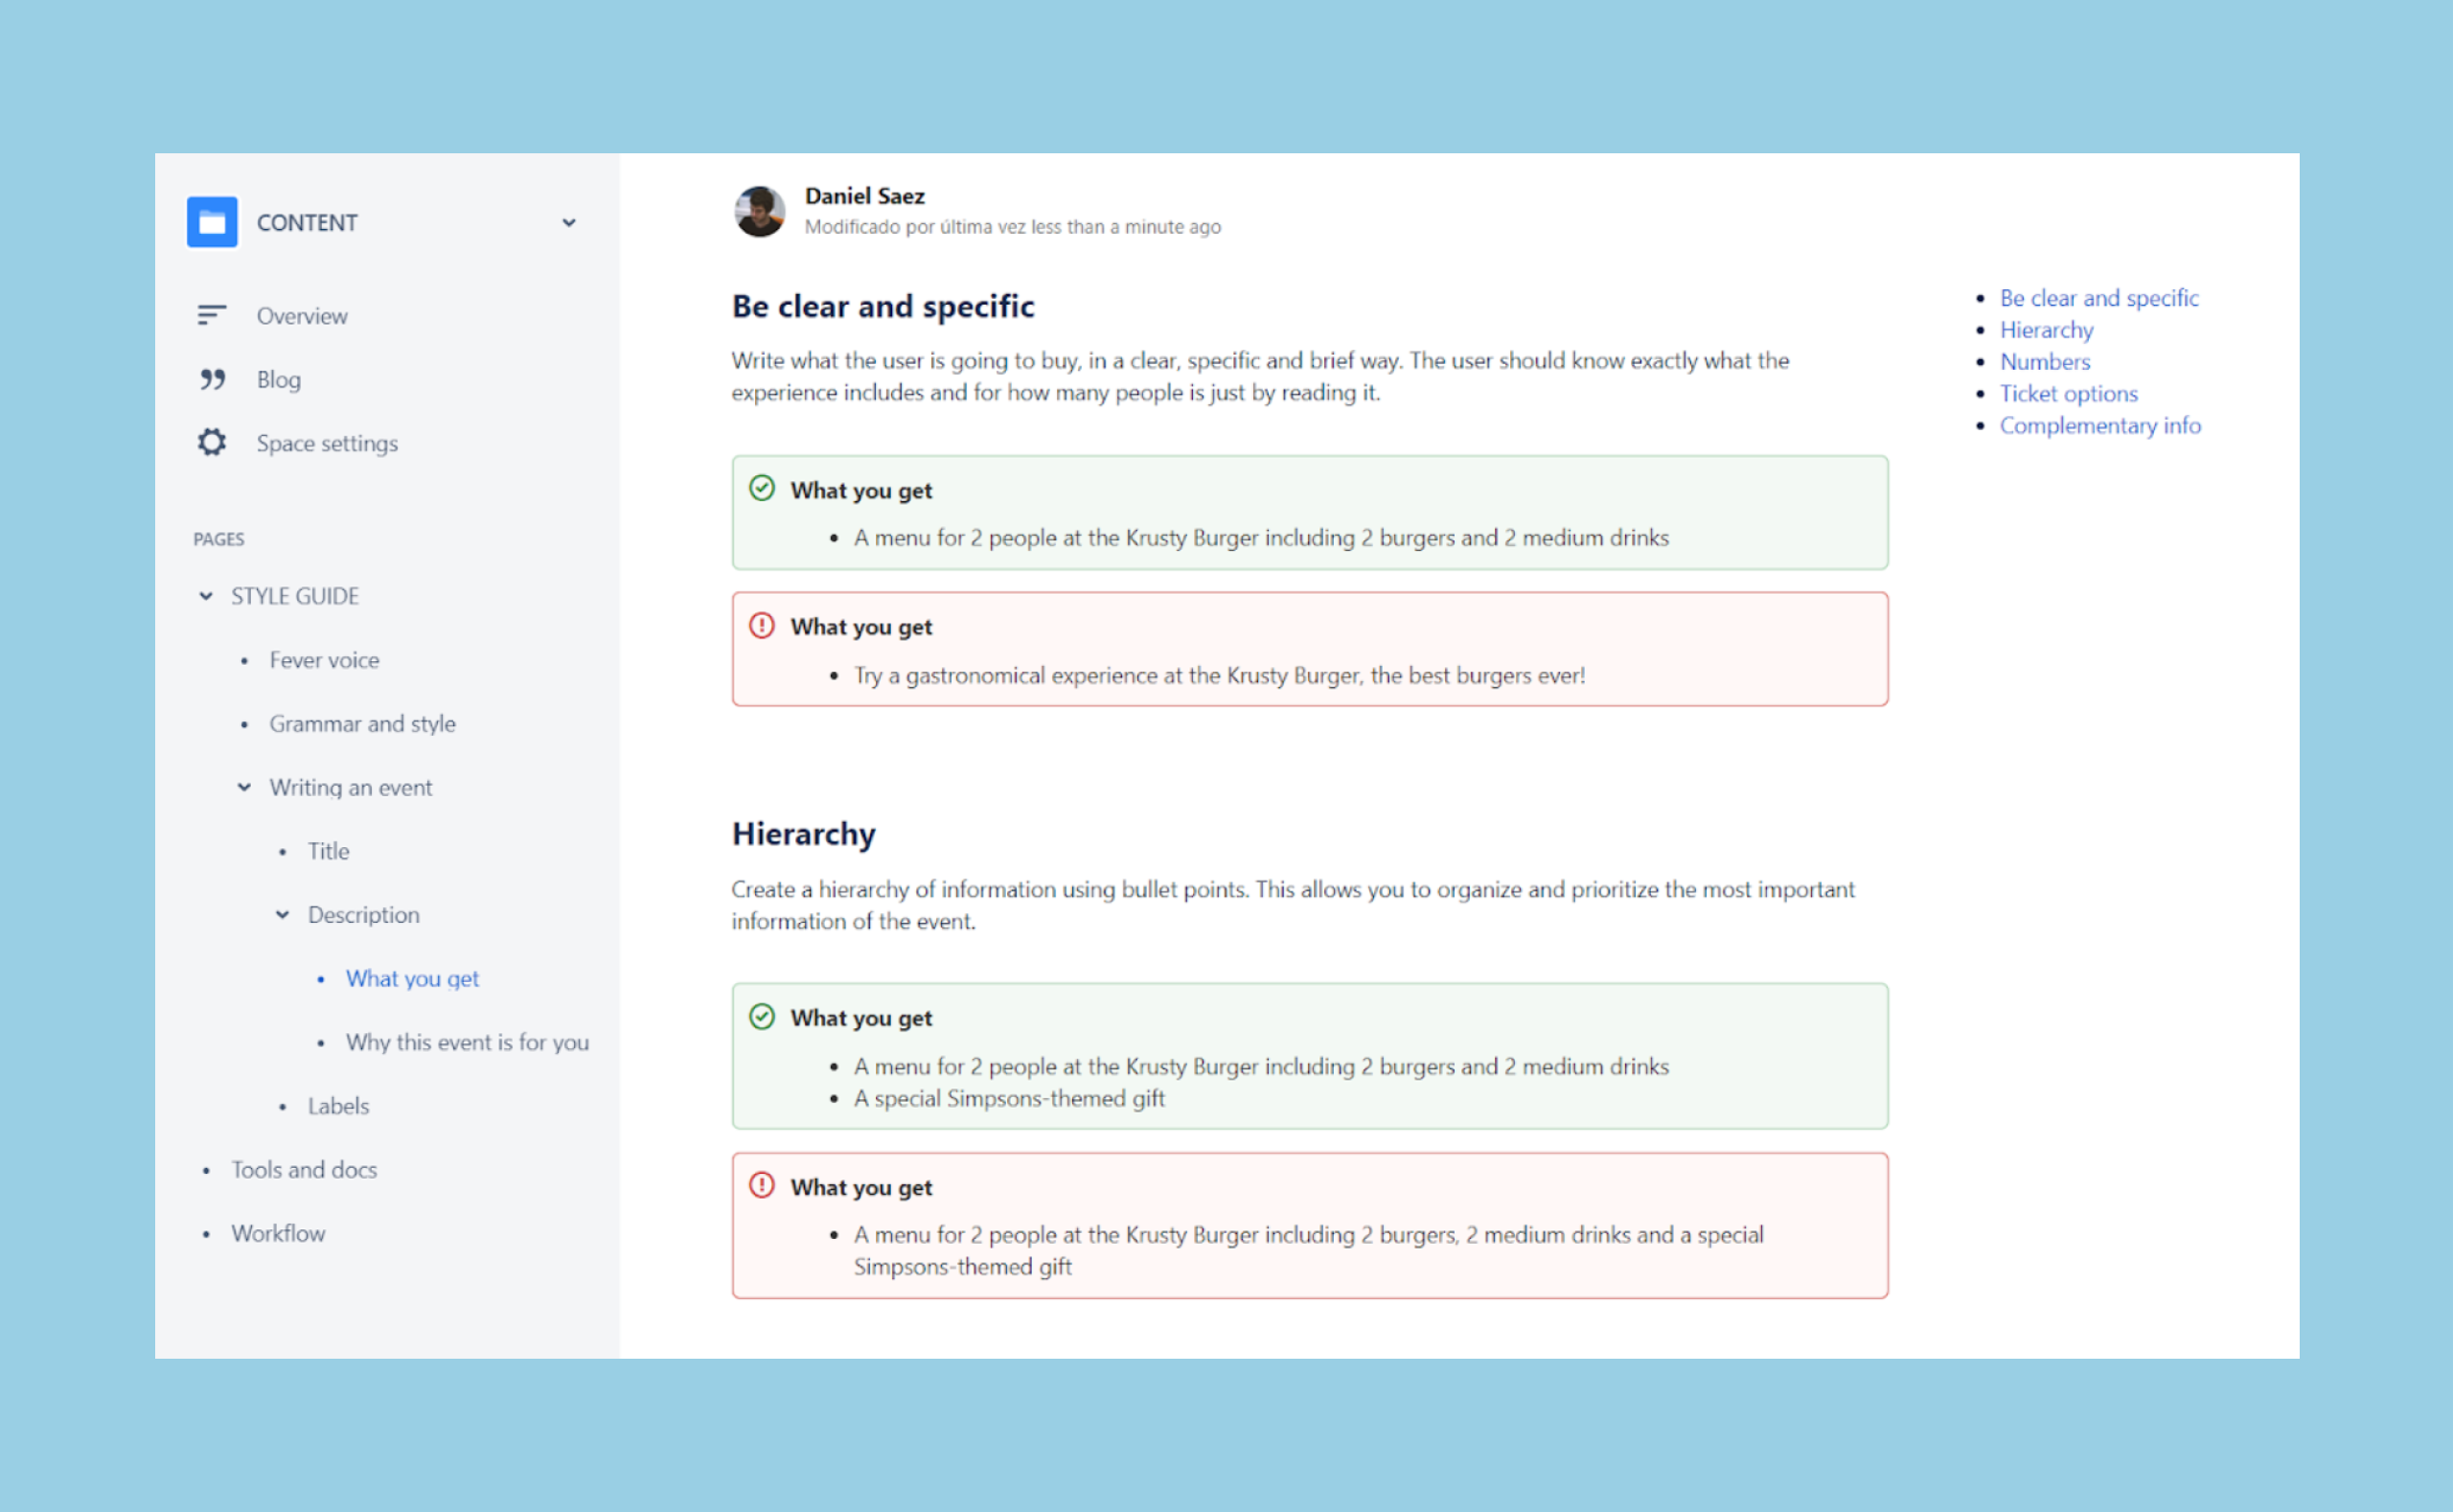 CONTENT
Overview
Blog
Space settings
PAGES
STYLE GUIDE
• Fever voice
• Grammar and style
Writing an event
• Title
Description
• What you get
• Why this event is for you
• Labels
• Tools and docs
• Workflow
Daniel Saez
Modificado por última vez less than a minute ago
Be clear and specific
Write what the user is going to buy, in a clear, specific and brief way. The user should know exactly what the
experience includes and for how many people is just by reading it.
What you get
• A menu for 2 people at the Krusty Burger including 2 burgers and 2 medium drinks
What you get
• Try a gastronomical experience at the Krusty Burger, the best burgers ever!
Hierarchy
Create a hierarchy of information using bullet points. This allows you to organize and prioritize the most important
information of the event.
What you get
• A menu for 2 people at the Krusty Burger including 2 burgers and 2 medium drinks
• A special Simpsons-themed gift
What you get
• A menu for 2 people at the Krusty Burger including 2 burgers, 2 medium drinks and a special
Simpsons-themed gift
• Be clear and specific
• Hierarchy
• Numbers
• Ticket options
• Complementary info